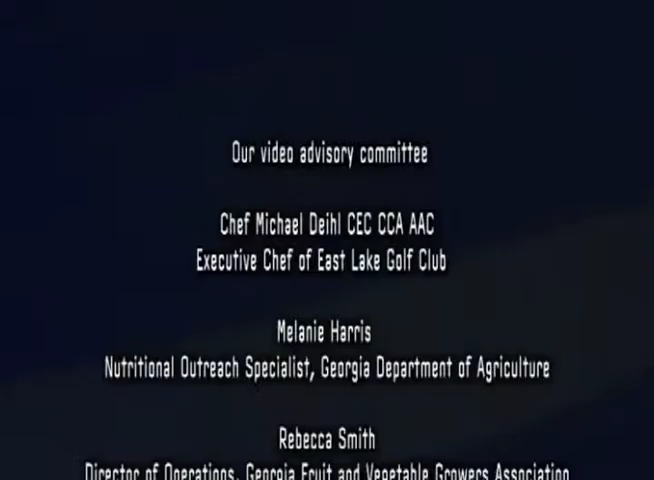 Our video advisory committee
Chef Michael Deihl CEC CCA AAC
Executive Chef of East Lake Golf Club
Melanie Harris
Nutritional Outreach Specialist, Georgia Department of Agriculture
Rebecca Smith
Director of Operations, Georgia Fruit and Vegetable Growers Association